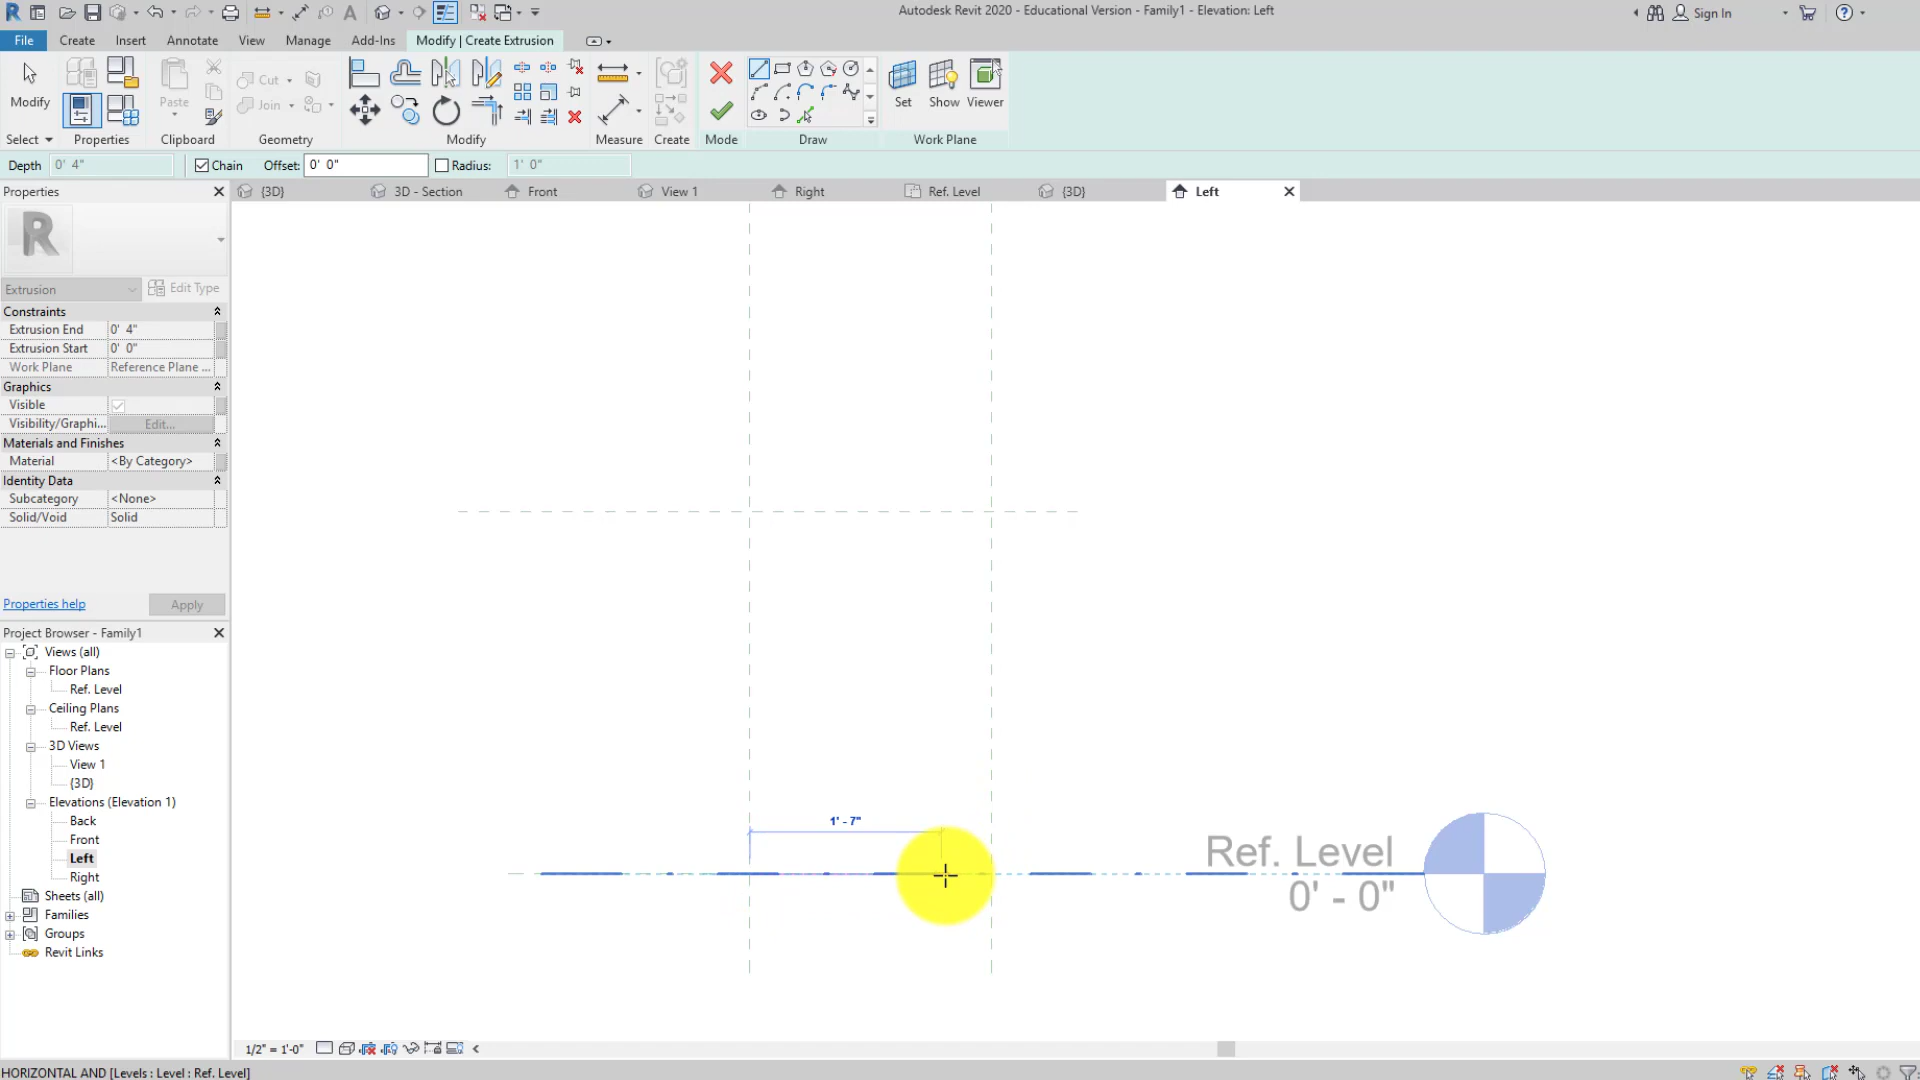 Autodesk Revit 2020 - Educational Version - Family1 - Elevation: Left
Sign In
File Create Insert Annotate View Manage Add-Ins Modify | Create Extrusion
Modify
Paste
Cut
Join
Set Show Viewer
Select Properties Clipboard Geometry Modify Measure Create Mode Draw Work Plane
Depth 0' 4" Chain Offset: 0' 0" Radius: 1' 0"
Properties
{3D} 3D - Section Front View 1 Right Ref. Level {3D} Left
R
Extrusion Edit Type
Constraints
Extrusion End 0' 4"
Extrusion Start 0' 0"
Work Plane Reference Plane ...
Graphics
Visible
Visibility/Graphi... Edit...
Materials and Finishes
Material <By Category>
Identity Data
Subcategory <None>
Solid/Void Solid
Properties help Apply
Project Browser - Family1
Views (all)
Floor Plans
Ref. Level
Ceiling Plans
Ref. Level
3D Views
View 1
{3D}
Elevations (Elevation 1)
Back
Front
Left
Right
Sheets (all)
Families
Groups
Revit Links
1' - 7"
Ref. Level
0' - 0"
1/2" = 1'-0"
HORIZONTAL AND [Levels : Level : Ref. Level]